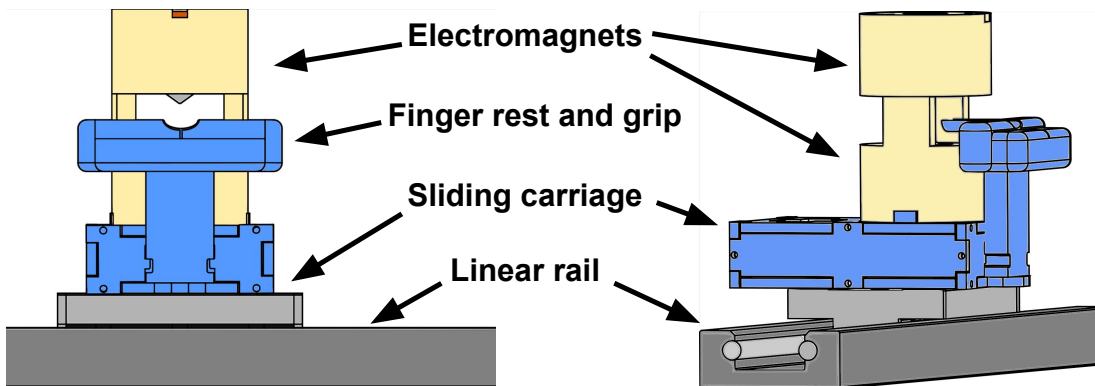 Electromagnets
Finger rest and grip
Sliding carriage
Linear rail